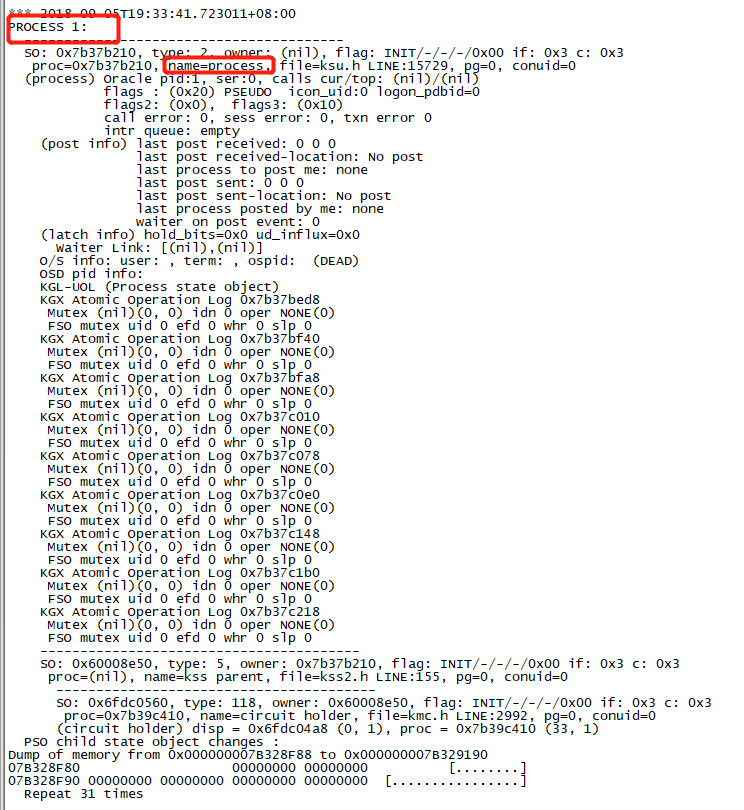 *** 2018-09-05T19:33:41.723011+08:00
PROCESS 1:
----------------------------------------
SO: 0x7b37b210, type: 2, owner: (nil), flag: INIT/-/-/-/0x00 if: 0x3 c: 0x3
proc=0x7b37b210, name=process, file=ksu.h LINE:15729, pg=0, conuid=0
(process) Oracle pid:1, ser:0, calls cur/top: (nil)/(nil)
flags : (0x20) PSEUDO icon_uid:0 logon_pdbid=0
flags2: (0x0), flags3: (0x10)
call error: 0, sess error: 0, txn error 0
intr queue: empty
(post info) last post received: 0 0 0
last post received-location: No post
last process to post me: none
last post sent: 0 0 0
last post sent-location: No post
last process posted by me: none
waiter on post event: 0
(latch info) hold_bits=0x0 ud_influx=0x0
Waiter Link: [(nil),(nil)]
O/S info: user: , term: , ospid: (DEAD)
OSD pid info:
KGL-UOL (Process state object)
KGX Atomic Operation Log 0x7b37bed8
Mutex (nil)(0, 0) idn 0 oper NONE(0)
FSO mutex uid 0 efd 0 whr 0 slp 0
KGX Atomic Operation Log 0x7b37bf40
Mutex (nil)(0, 0) idn 0 oper NONE(0)
FSO mutex uid 0 efd 0 whr 0 slp 0
KGX Atomic Operation Log 0x7b37bfa8
Mutex (nil)(0, 0) idn 0 oper NONE(0)
FSO mutex uid 0 efd 0 whr 0 slp 0
KGX Atomic Operation Log 0x7b37c010
Mutex (nil)(0, 0) idn 0 oper NONE(0)
FSO mutex uid 0 efd 0 whr 0 slp 0
KGX Atomic Operation Log 0x7b37c078
Mutex (nil)(0, 0) idn 0 oper NONE(0)
FSO mutex uid 0 efd 0 whr 0 slp 0
KGX Atomic Operation Log 0x7b37c0e0
Mutex (nil)(0, 0) idn 0 oper NONE(0)
FSO mutex uid 0 efd 0 whr 0 slp 0
KGX Atomic Operation Log 0x7b37c148
Mutex (nil)(0, 0) idn 0 oper NONE(0)
FSO mutex uid 0 efd 0 whr 0 slp 0
KGX Atomic Operation Log 0x7b37c1b0
Mutex (nil)(0, 0) idn 0 oper NONE(0)
FSO mutex uid 0 efd 0 whr 0 slp 0
KGX Atomic Operation Log 0x7b37c218
Mutex (nil)(0, 0) idn 0 oper NONE(0)
FSO mutex uid 0 efd 0 whr 0 slp 0
----------------------------------------
SO: 0x60008e50, type: 5, owner: 0x7b37b210, flag: INIT/-/-/-/0x00 if: 0x3 c: 0x3
proc=(nil), name=kss parent, file=kss2.h LINE:155, pg=0, conuid=0
----------------------------------------
SO: 0x6fdc0560, type: 118, owner: 0x60008e50, flag: INIT/-/-/-/0x00 if: 0x3 c: 0x3
proc=0x7b39c410, name=circuit holder, file=kmc.h LINE:2992, pg=0, conuid=0
(circuit holder) disp = 0x6fdc04a8 (0, 1), proc = 0x7b39c410 (33, 1)
PSO child state object changes :
Dump of memory from 0x000000007B328F88 to 0x000000007B329190
07B328F80 00000000 00000000 [........]
07B328F90 00000000 00000000 00000000 00000000 [................]
Repeat 31 times